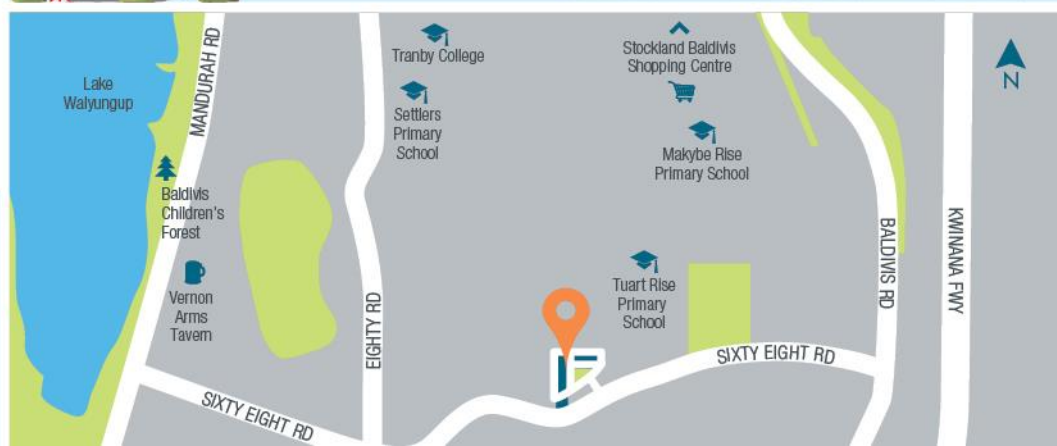 Lake
Walyungup
MANDURAH RD
Tranby College
Settlers
Primary
School
Stockland Baldivis
Shopping Centre
Makybe Rise
Primary School
N
Baldivis
Children's
Forest
Vernon
Arms
Tavern
EIGHTY RD
Tuart Rise
Primary
School
BALDIVIS RD
KWINANA FWY
SIXTY EIGHT RD
SIXTY EIGHT RD